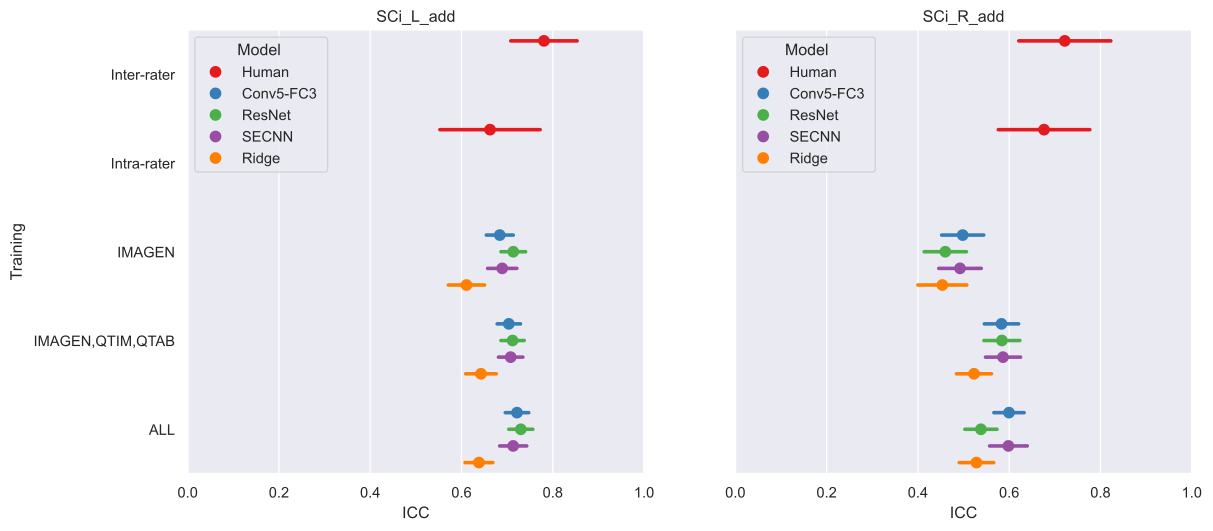 SCi_L_add
Model
Human
Conv5-FC3
ResNet
SECNN
Ridge
Training
Inter-rater
Intra-rater
IMAGEN
IMAGEN,QTIM,QTAB
ALL
0.0 0.2 0.4 0.6 0.8 1.0
ICC
SCi_R_add
Model
Human
Conv5-FC3
ResNet
SECNN
Ridge
0.0 0.2 0.4 0.6 0.8 1.0
ICC